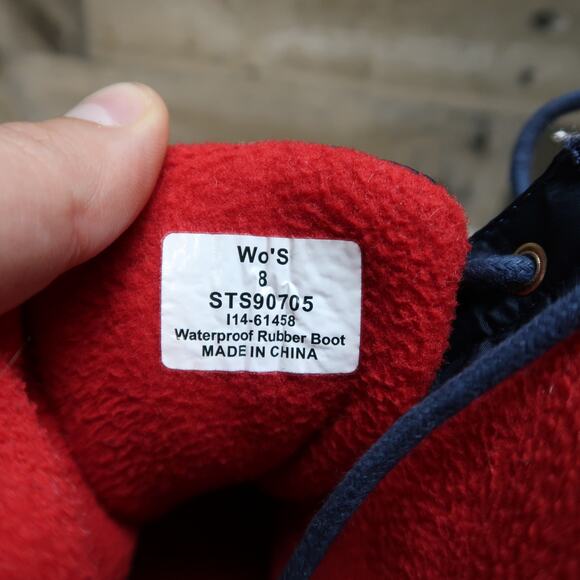 Wo'S
8
STS90705
I14-61458
Waterproof Rubber Boot
MADE IN CHINA